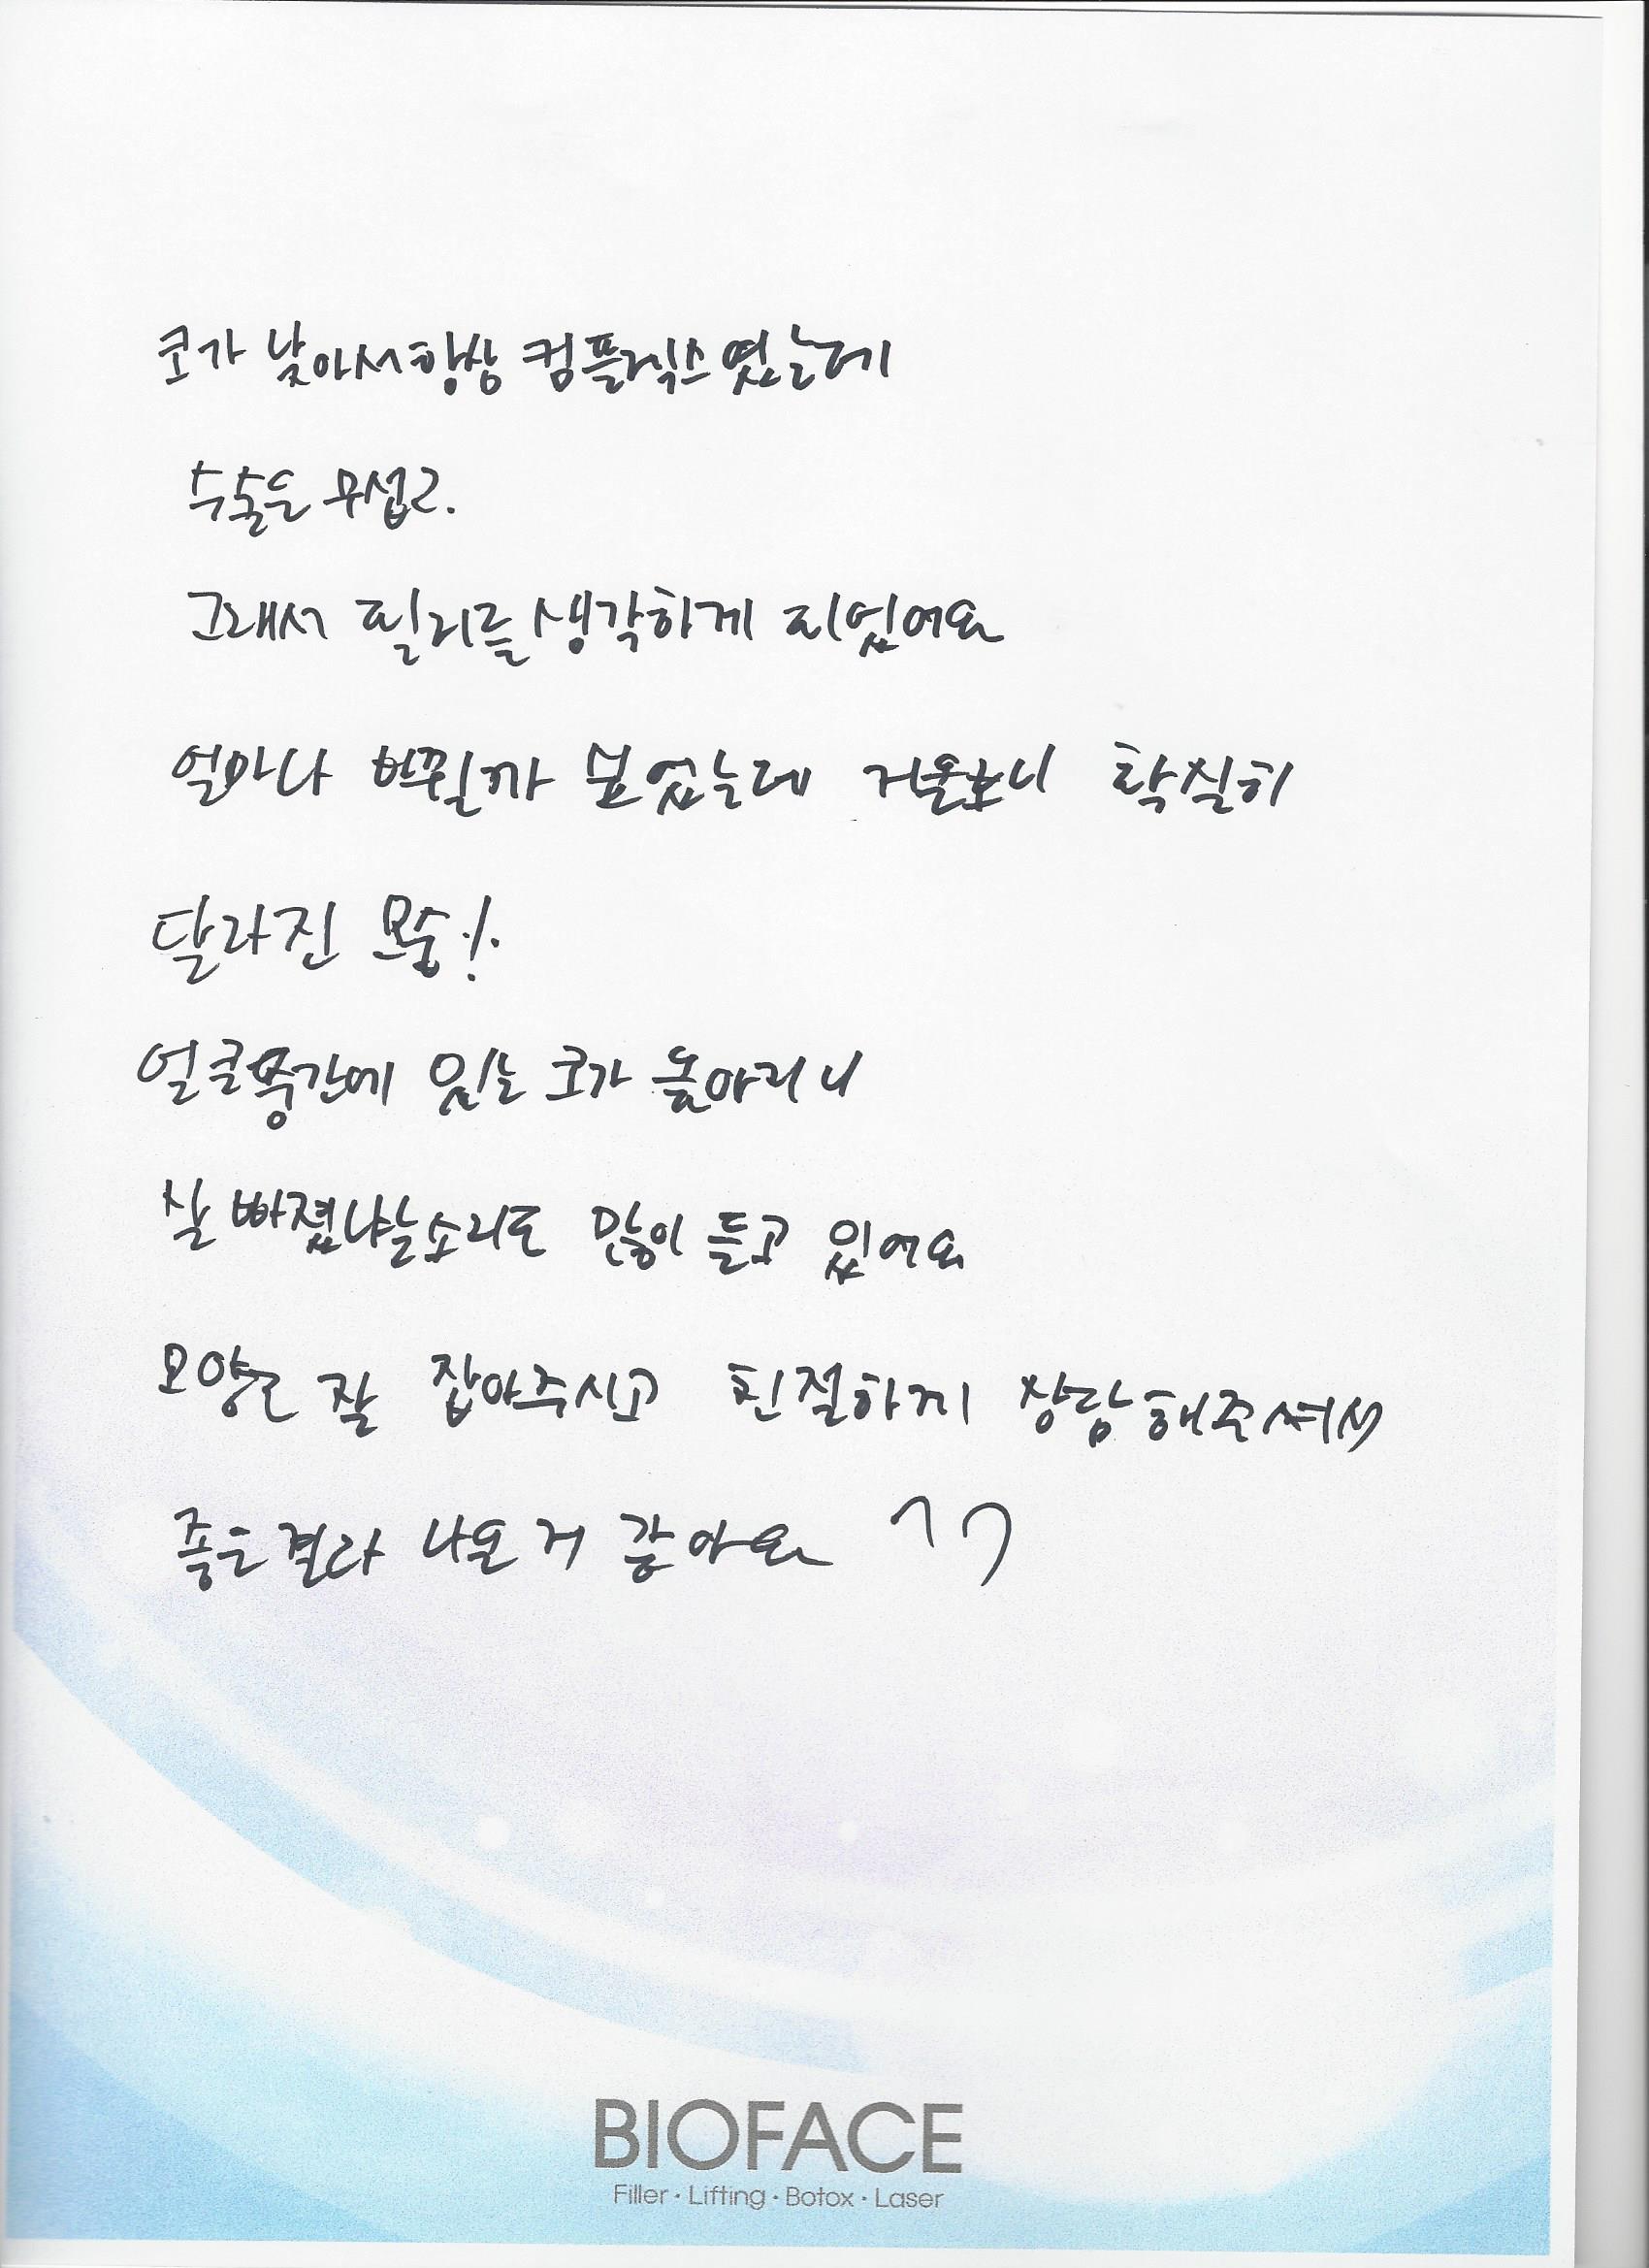 코가 낮아서 항상 컴플렉스였는데
수술은 무섭고.
그래서 필러를 생각하게 되었어요
얼마나 바뀔까 싶었는데 거울보니 확실히
달라진 모습!
얼굴중간에 있는 코가 높아지니
살 빠졌냐는소리도 많이 듣고 있어요
모양도 잘 잡아주시고 친절하게 상담해주셔서
좋은결과 나온 거 같아요 ^^
BIOFACE
Filler · Lifting · Botox · Laser